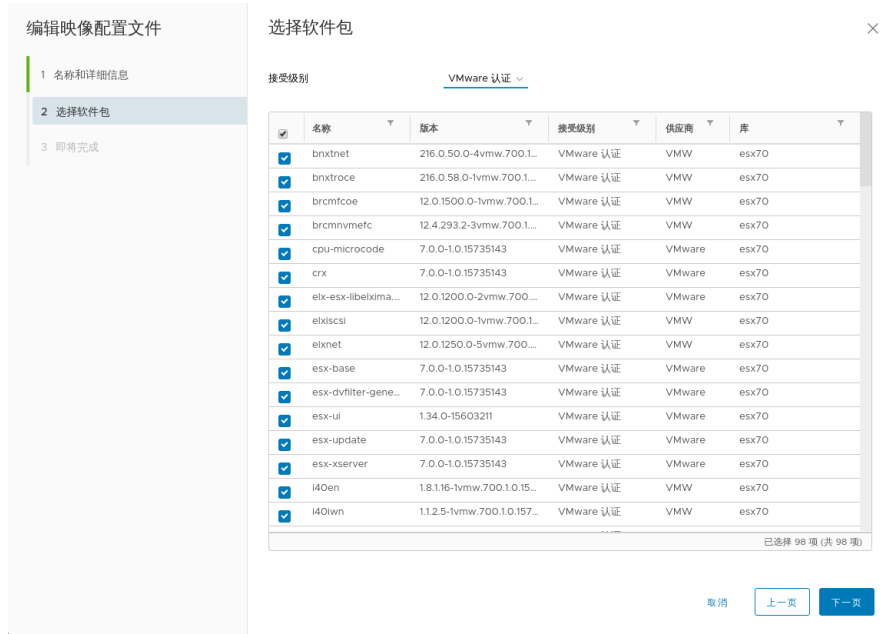 编辑映像配置文件
1 名称和详细信息
2 选择软件包
3 即将完成
选择软件包
接受级别 VMware 认证
名称 版本 接受级别 供应商 库
bnxtnet 216.0.50.0-4vmw.700.1... VMware 认证 VMW esx70
bnxtroce 216.0.58.0-1vmw.700.1.... VMware 认证 VMW esx70
brcmfcoe 12.0.1500.0-1vmw.700.1... VMware 认证 VMW esx70
brcmnvmefc 12.4.293.2-3vmw.700.1.... VMware 认证 VMW esx70
cpu-microcode 7.0.0-1.0.15735143 VMware 认证 VMware esx70
crx 7.0.0-1.0.15735143 VMware 认证 VMware esx70
elx-esx-libelxima.... 12.0.1200.0-2vmw.700.... VMware 认证 VMW esx70
elxiscsi 12.0.1200.0-1vmw.700.1... VMware 认证 VMW esx70
elxnet 12.0.1250.0-5vmw.700.... VMware 认证 VMW esx70
esx-base 7.0.0-1.0.15735143 VMware 认证 VMware esx70
esx-dvfilter-gene... 7.0.0-1.0.15735143 VMware 认证 VMware esx70
esx-ui 1.34.0-15603211 VMware 认证 VMware esx70
esx-update 7.0.0-1.0.15735143 VMware 认证 VMware esx70
esx-xserver 7.0.0-1.0.15735143 VMware 认证 VMware esx70
i40en 1.8.1.16-1vmw.700.1.0.15... VMware 认证 VMW esx70
i40iwn 1.1.2.5-1vmw.700.1.0.157... VMware 认证 VMW esx70
已选择 98 项 (共 98 项)
取消 上一页 下一页